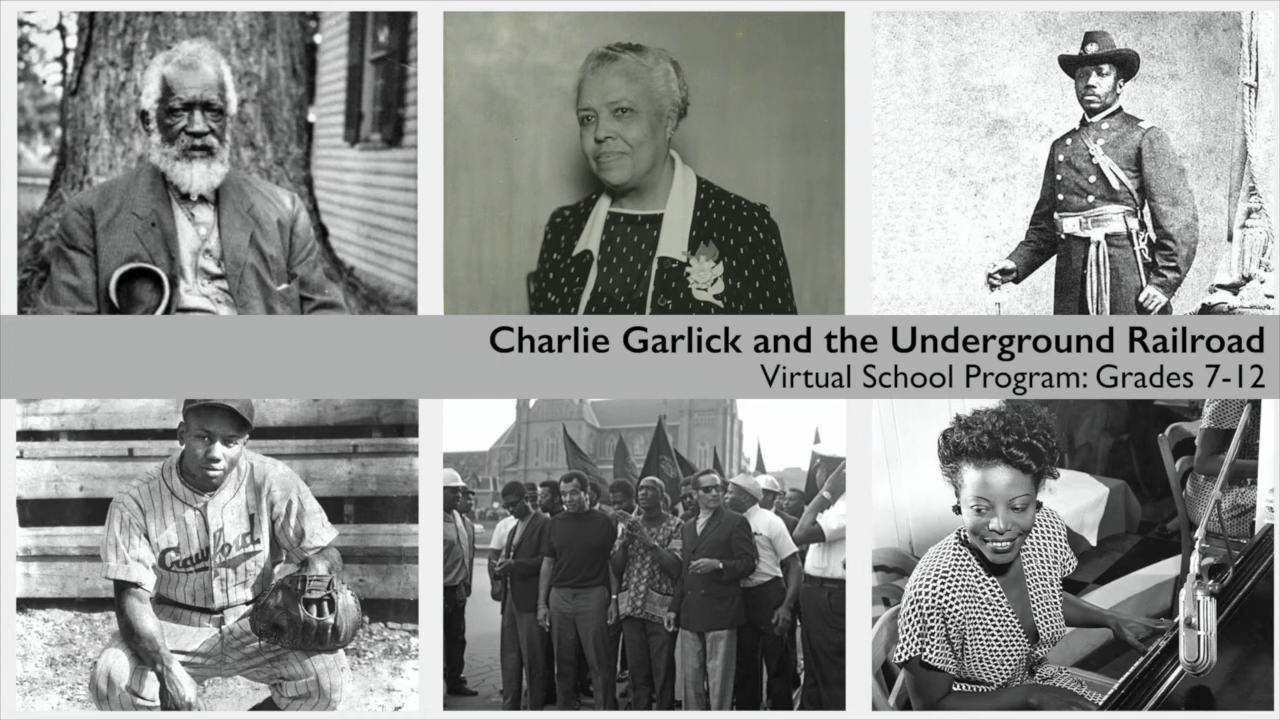 Charlie Garlick and the Underground Railroad
Virtual School Program: Grades 7-12
Crawford